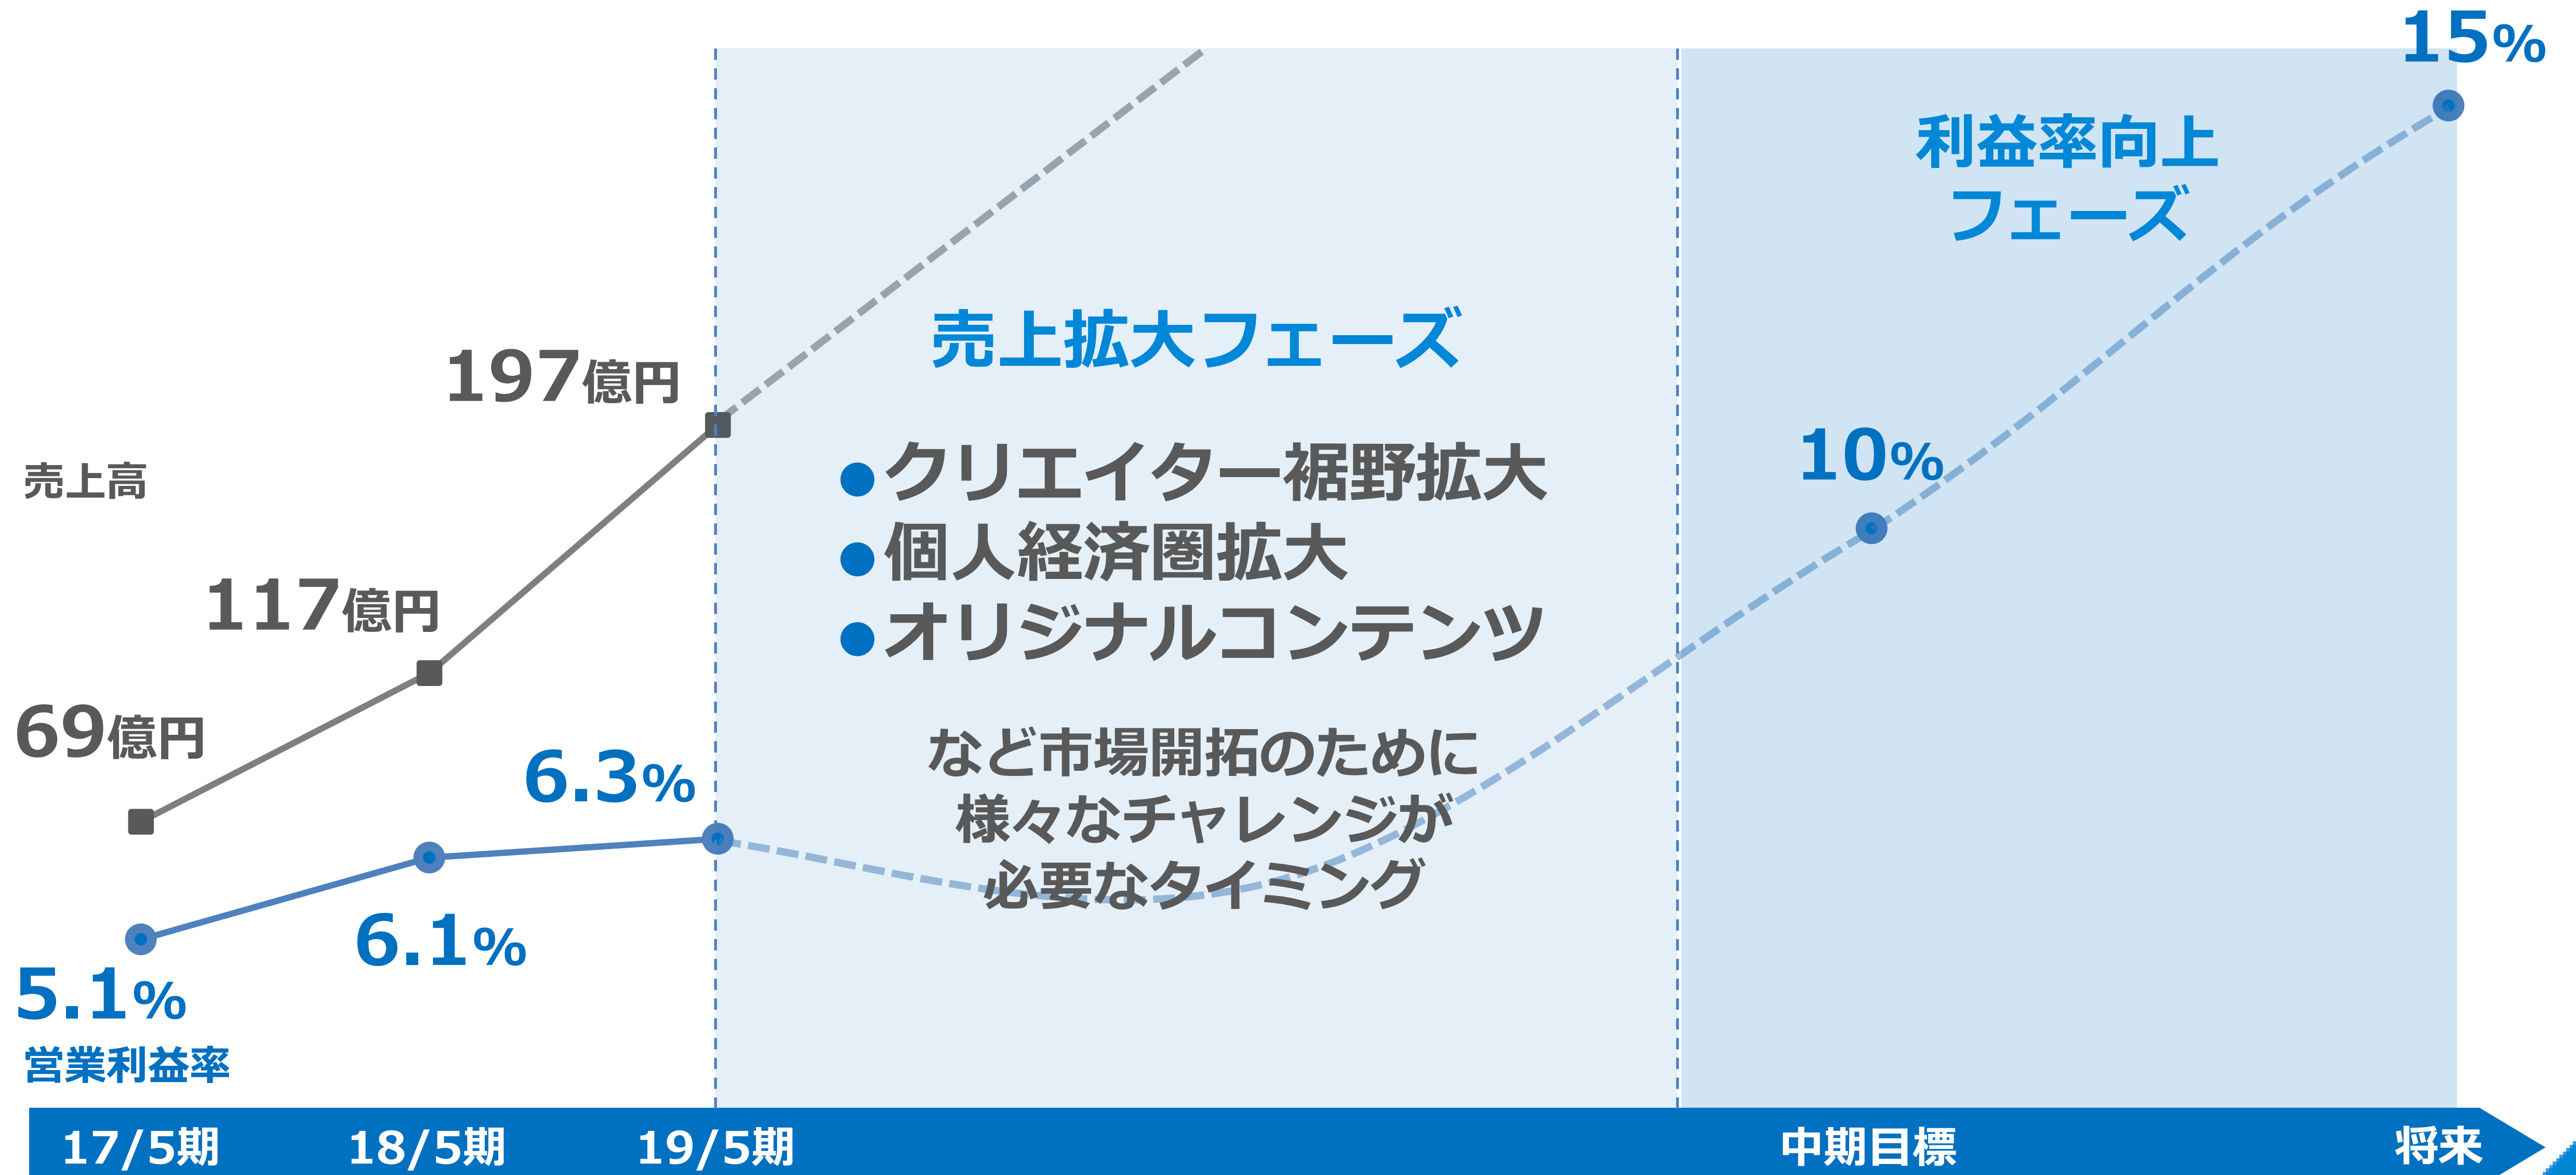 15%
利益率向上
フェーズ
売上拡大フェーズ
197億円
売上高
●クリエイター裾野拡大
10%
●個人経済圏拡大
117億円
●オリジナルコンテンツ
69億円
など市場開拓のために
6.3%
様々なチャレンジが
必要なタイミング
6.1%
5.1%
営業利益率
17/5期 18/5期 19/5期 中期目標 将来